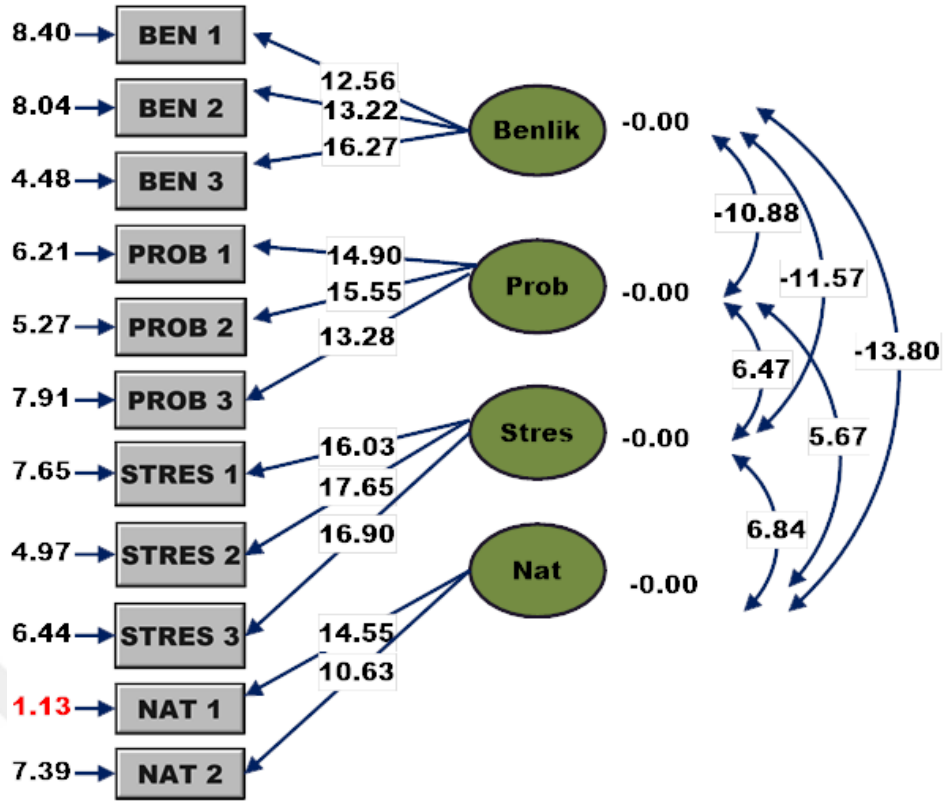 8.40 BEN 1
12.56
8.04 BEN 2
13.22
Benlik -0.00
16.27
4.48 BEN 3
-10.88
6.21 PROB 1
14.90
-11.57
Prob -0.00
15.55
5.27 PROB 2
13.28
-13.80
6.47
7.91 PROB 3
5.67
Stres -0.00
16.03
7.65 STRES 1
17.65
16.90
6.84
4.97 STRES 2
Nat -0.00
6.44 STRES 3
14.55
10.63
1.13 NAT 1
7.39 NAT 2